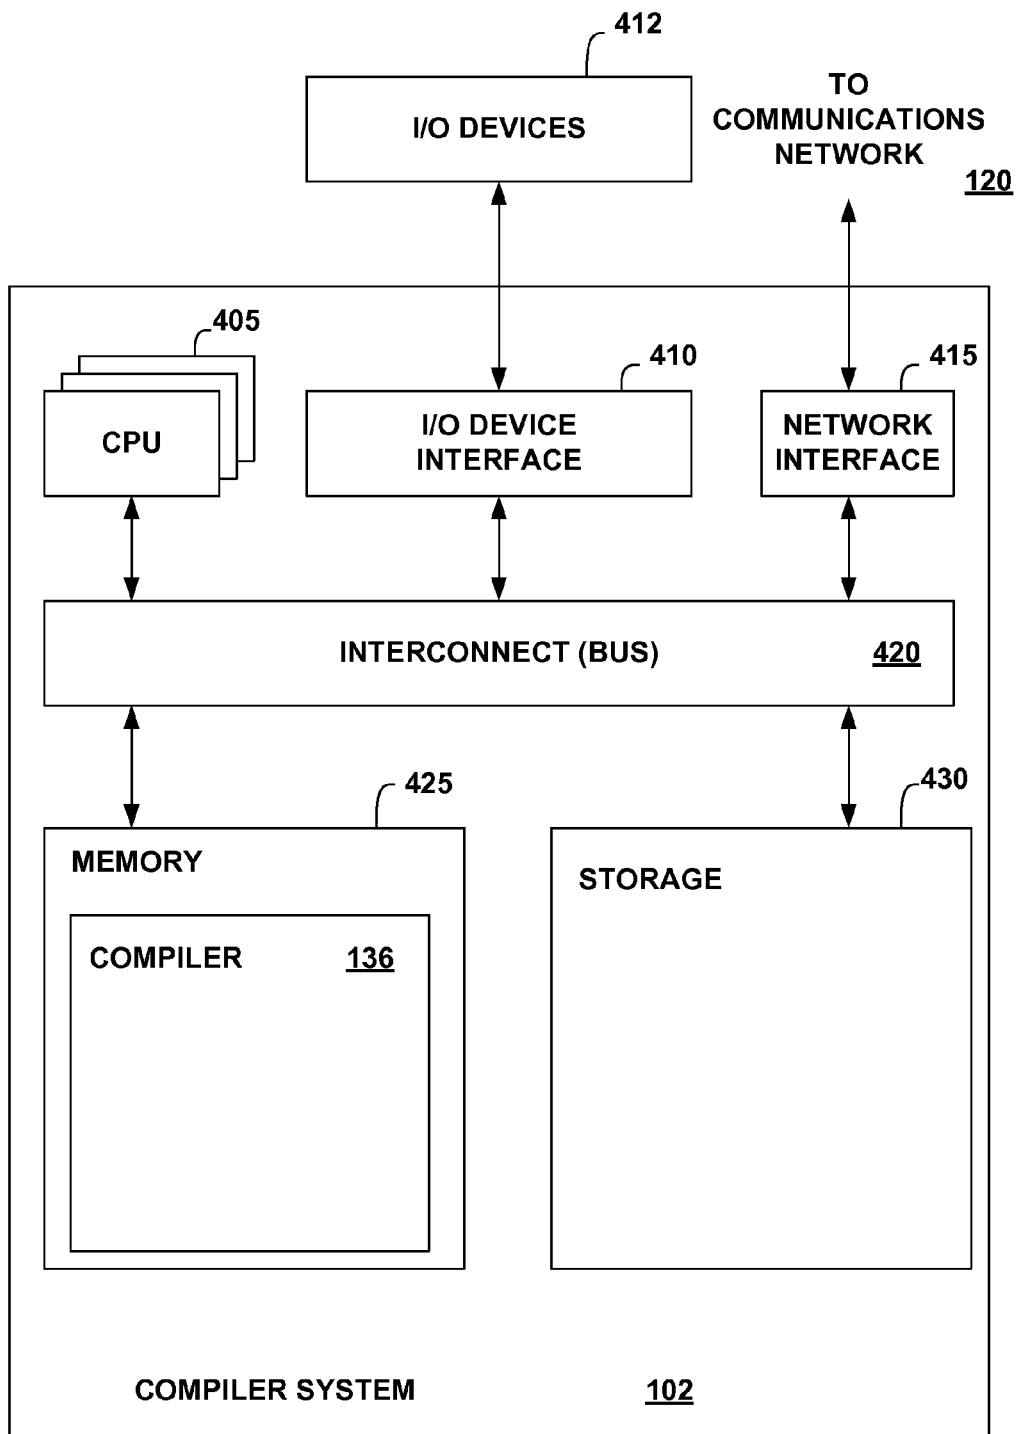 412
I/O DEVICES
TO
COMMUNICATIONS
NETWORK
120
405
410
415
CPU
I/O DEVICE
INTERFACE
NETWORK
INTERFACE
INTERCONNECT (BUS)
420
425
430
MEMORY
STORAGE
COMPILER
136
COMPILER SYSTEM
102